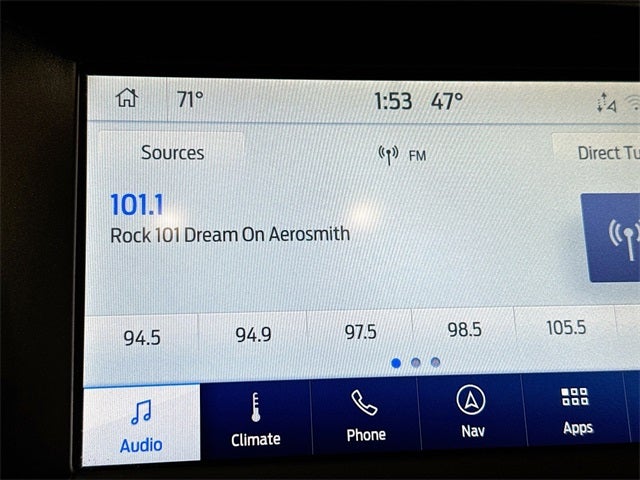 71° 1:53 47°
Sources FM Direct Tu
101.1
Rock 101 Dream On Aerosmith
94.5 94.9 97.5 98.5 105.5
Audio Climate Phone Nav Apps